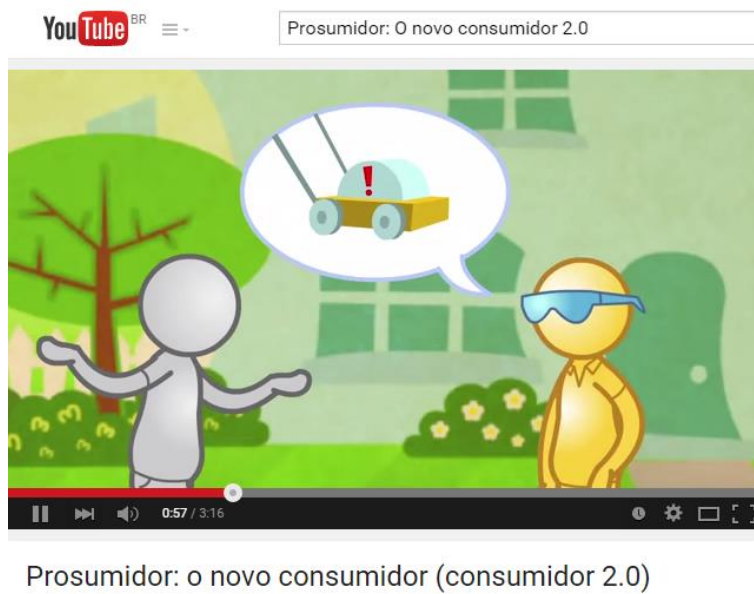 YouTube BR
Prosumidor: O novo consumidor 2.0
!
0:57 / 3:16
Prosumidor: o novo consumidor (consumidor 2.0)